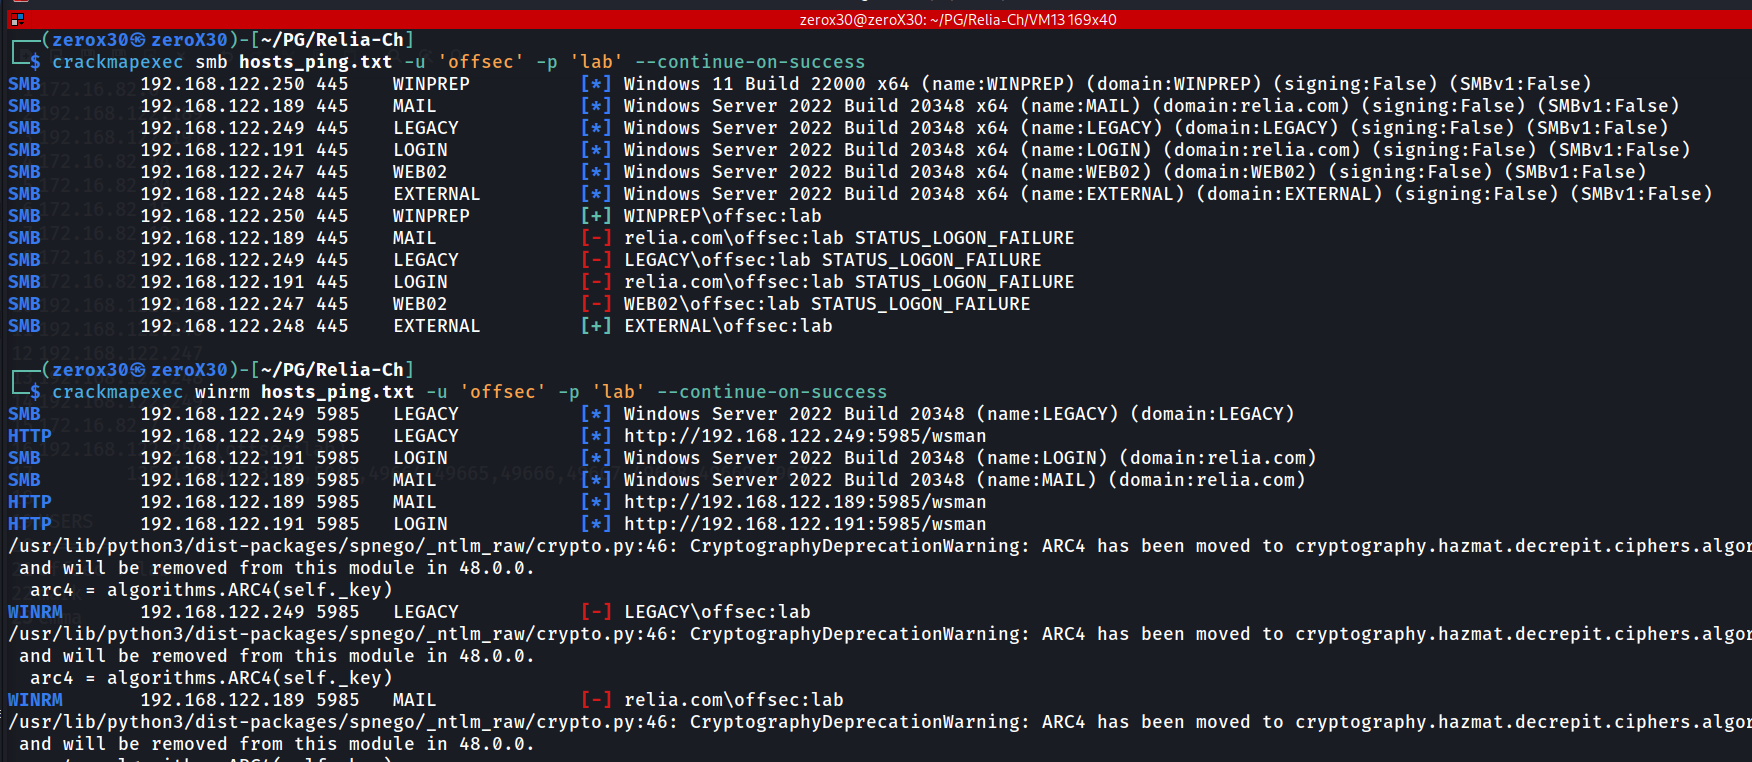 zerox30@zeroX30: ~/PG/Relia-Ch/VM13 169x40
┌──(zerox30㉿zeroX30)-[~/PG/Relia-Ch]
└─$ crackmapexec smb hosts_ping.txt -u 'offsec' -p 'lab' --continue-on-success
SMB         192.168.122.250 445    WINPREP          [*] Windows 11 Build 22000 x64 (name:WINPREP) (domain:WINPREP) (signing:False) (SMBv1:False)
SMB         192.168.122.189 445    MAIL             [*] Windows Server 2022 Build 20348 x64 (name:MAIL) (domain:relia.com) (signing:False) (SMBv1:False)
SMB         192.168.122.249 445    LEGACY           [*] Windows Server 2022 Build 20348 x64 (name:LEGACY) (domain:LEGACY) (signing:False) (SMBv1:False)
SMB         192.168.122.191 445    LOGIN            [*] Windows Server 2022 Build 20348 x64 (name:LOGIN) (domain:relia.com) (signing:False) (SMBv1:False)
SMB         192.168.122.247 445    WEB02            [*] Windows Server 2022 Build 20348 x64 (name:WEB02) (domain:WEB02) (signing:False) (SMBv1:False)
SMB         192.168.122.248 445    EXTERNAL         [*] Windows Server 2022 Build 20348 x64 (name:EXTERNAL) (domain:EXTERNAL) (signing:False) (SMBv1:False)
SMB         192.168.122.250 445    WINPREP          [+] WINPREP\offsec:lab
SMB         192.168.122.189 445    MAIL             [-] relia.com\offsec:lab STATUS_LOGON_FAILURE
SMB         192.168.122.249 445    LEGACY           [-] LEGACY\offsec:lab STATUS_LOGON_FAILURE
SMB         192.168.122.191 445    LOGIN            [-] relia.com\offsec:lab STATUS_LOGON_FAILURE
SMB         192.168.122.247 445    WEB02            [-] WEB02\offsec:lab STATUS_LOGON_FAILURE
SMB         192.168.122.248 445    EXTERNAL         [+] EXTERNAL\offsec:lab
┌──(zerox30㉿zeroX30)-[~/PG/Relia-Ch]
└─$ crackmapexec winrm hosts_ping.txt -u 'offsec' -p 'lab' --continue-on-success
SMB         192.168.122.249 5985   LEGACY           [*] Windows Server 2022 Build 20348 (name:LEGACY) (domain:LEGACY)
HTTP        192.168.122.249 5985   LEGACY           [*] http://192.168.122.249:5985/wsman
SMB         192.168.122.191 5985   LOGIN            [*] Windows Server 2022 Build 20348 (name:LOGIN) (domain:relia.com)
SMB         192.168.122.189 5985   MAIL             [*] Windows Server 2022 Build 20348 (name:MAIL) (domain:relia.com)
HTTP        192.168.122.189 5985   MAIL             [*] http://192.168.122.189:5985/wsman
HTTP        192.168.122.191 5985   LOGIN            [*] http://192.168.122.191:5985/wsman
/usr/lib/python3/dist-packages/spnego/_ntlm_raw/crypto.py:46: CryptographyDeprecationWarning: ARC4 has been moved to cryptography.hazmat.decrepit.ciphers.algor
 and will be removed from this module in 48.0.0.
  arc4 = algorithms.ARC4(self._key)
WINRM       192.168.122.249 5985   LEGACY           [-] LEGACY\offsec:lab
/usr/lib/python3/dist-packages/spnego/_ntlm_raw/crypto.py:46: CryptographyDeprecationWarning: ARC4 has been moved to cryptography.hazmat.decrepit.ciphers.algor
 and will be removed from this module in 48.0.0.
  arc4 = algorithms.ARC4(self._key)
WINRM       192.168.122.189 5985   MAIL             [-] relia.com\offsec:lab
/usr/lib/python3/dist-packages/spnego/_ntlm_raw/crypto.py:46: CryptographyDeprecationWarning: ARC4 has been moved to cryptography.hazmat.decrepit.ciphers.algor
 and will be removed from this module in 48.0.0.